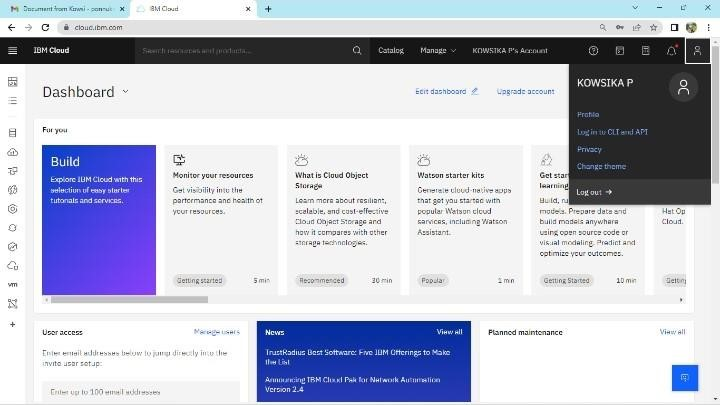 Document from Kowsi - ponnuk
IBM Cloud
cloud.ibm.com
IBM Cloud
Search resources and products...
Catalog
Manage
KOWSIKA P's Account
KOWSIKA P
Profile
Log in to CLI and API
Privacy
Change theme
Log out →
Dashboard
Edit dashboard
Upgrade account
For you
Build
Explore IBM Cloud with this
selection of easy starter
tutorials and services.
Monitor your resources
Get visibility into the
performance and health of
your resources.
Getting started
5 min
What is Cloud Object
Storage
Learn more about resilient,
scalable, and cost-effective
Cloud Object Storage and
how it compares with other
storage technologies.
Recommended
30 min
Watson starter kits
Generate cloud-native apps
that get you started with
popular Watson cloud
services, including Watson
Assistant.
Popular
1 min
Get star
learning
Build, ru
models. Prepare data and
build models anywhere
using open source code or
visual modeling. Predict and
optimize your outcomes.
Getting Started
10 min
Hat Op
Cloud.
Getting
vm
User access
Manage users
Enter email addresses below to jump directly into the
invite user setup:
Enter up to 100 email addresses
News
View all
TrustRadius Best Software: Five IBM Offerings to Make
the List
Announcing IBM Cloud Pak for Network Automation
Version 2.4
Planned maintenance
View all